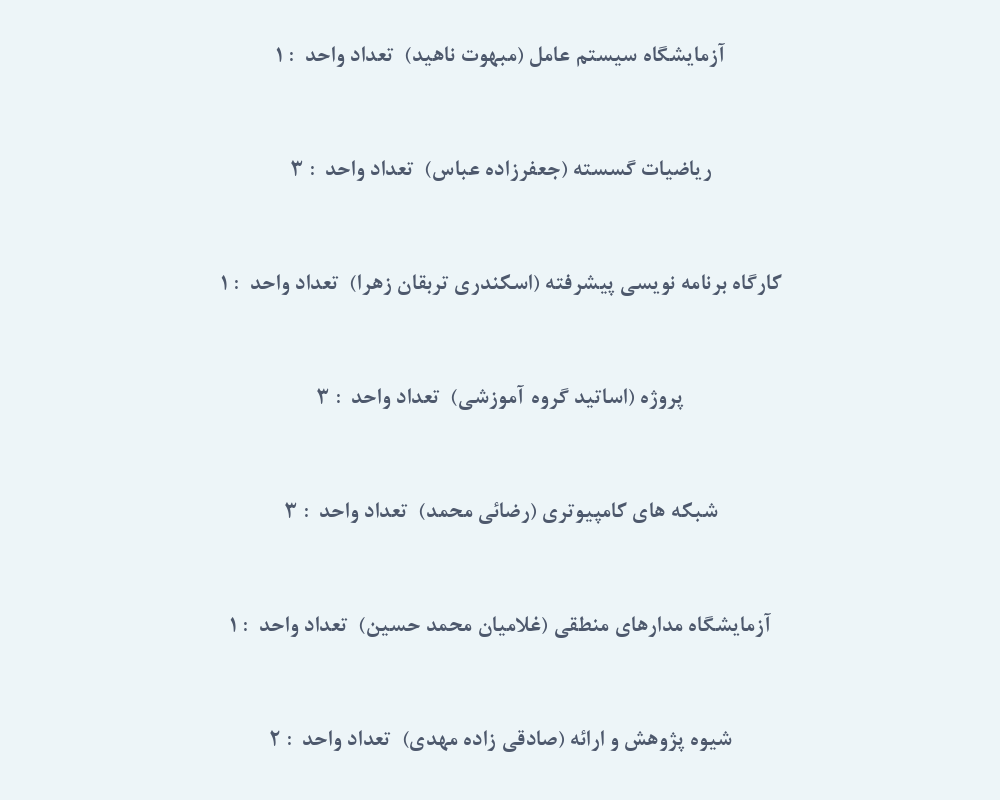 آزمایشگاه سیستم عامل (مبهوت ناهید) تعداد واحد : ۱
ریاضیات گسسته (جعفرزاده عباس) تعداد واحد : ۳
کارگاه برنامه نویسی پیشرفته (اسکندری تربقان زهرا) تعداد واحد : ۱
پروژه (اساتید گروه آموزشی) تعداد واحد : ۳
شبکه های کامپیوتری (رضائی محمد) تعداد واحد : ۳
آزمایشگاه مدارهای منطقی (غلامیان محمد حسین) تعداد واحد : ۱
شیوه پژوهش و ارائه (صادقی زاده مهدی) تعداد واحد : ۲